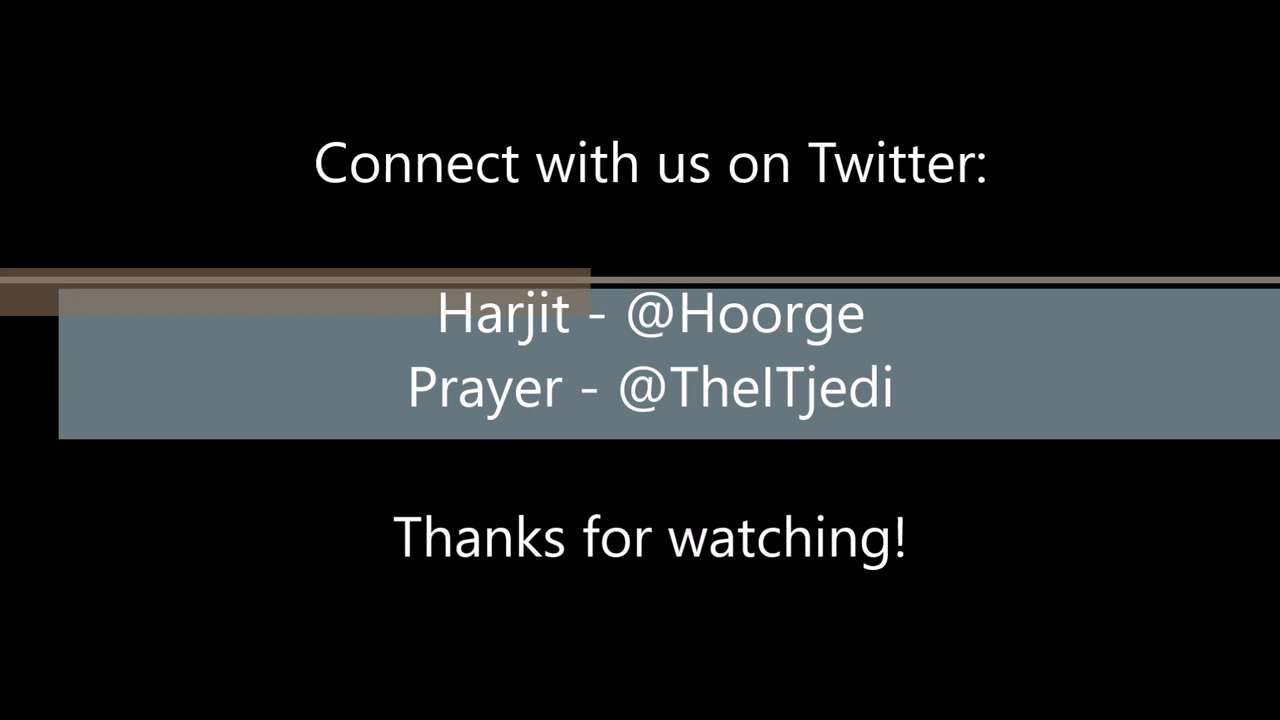 Connect with us on Twitter:
Harjit - @Hoorge
Prayer - @TheITjedi
Thanks for watching!